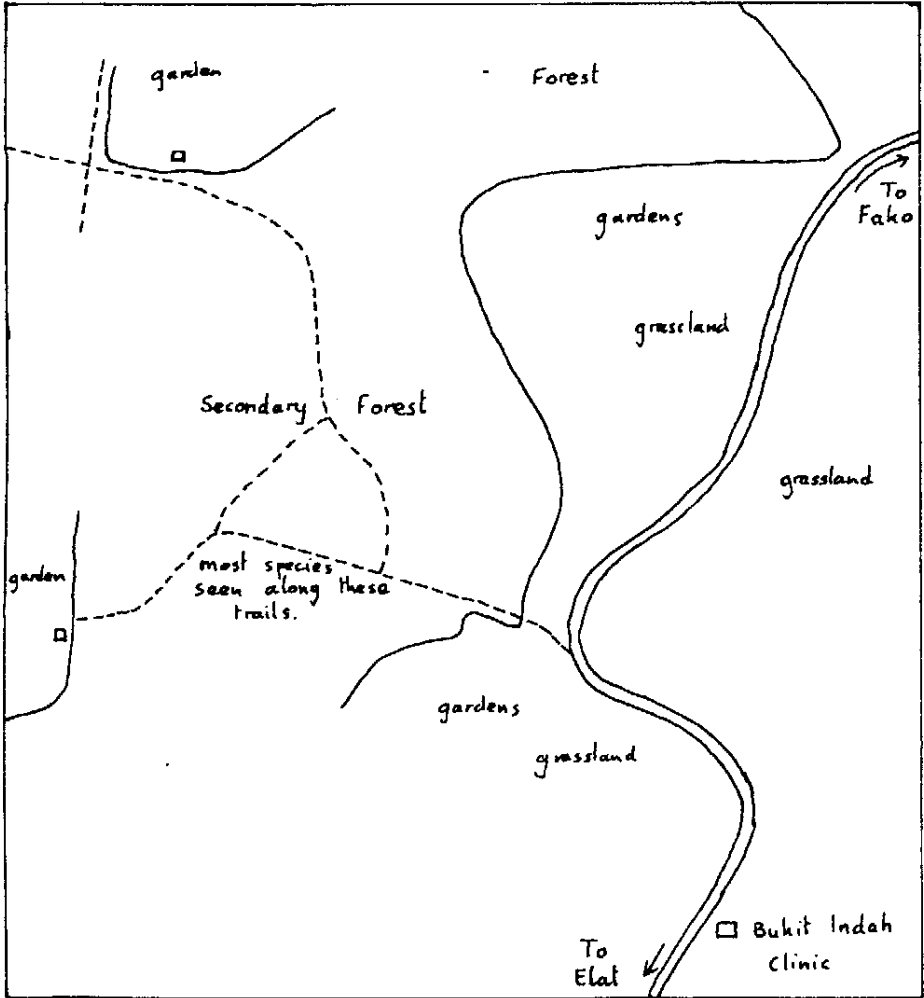 garden
Forest
To
Fako
gardens
grassland
Secondary Forest
grassland
garden
most species
seen along these
trails.
gardens
grassland
Bukit Indah
Clinic
To
Elat